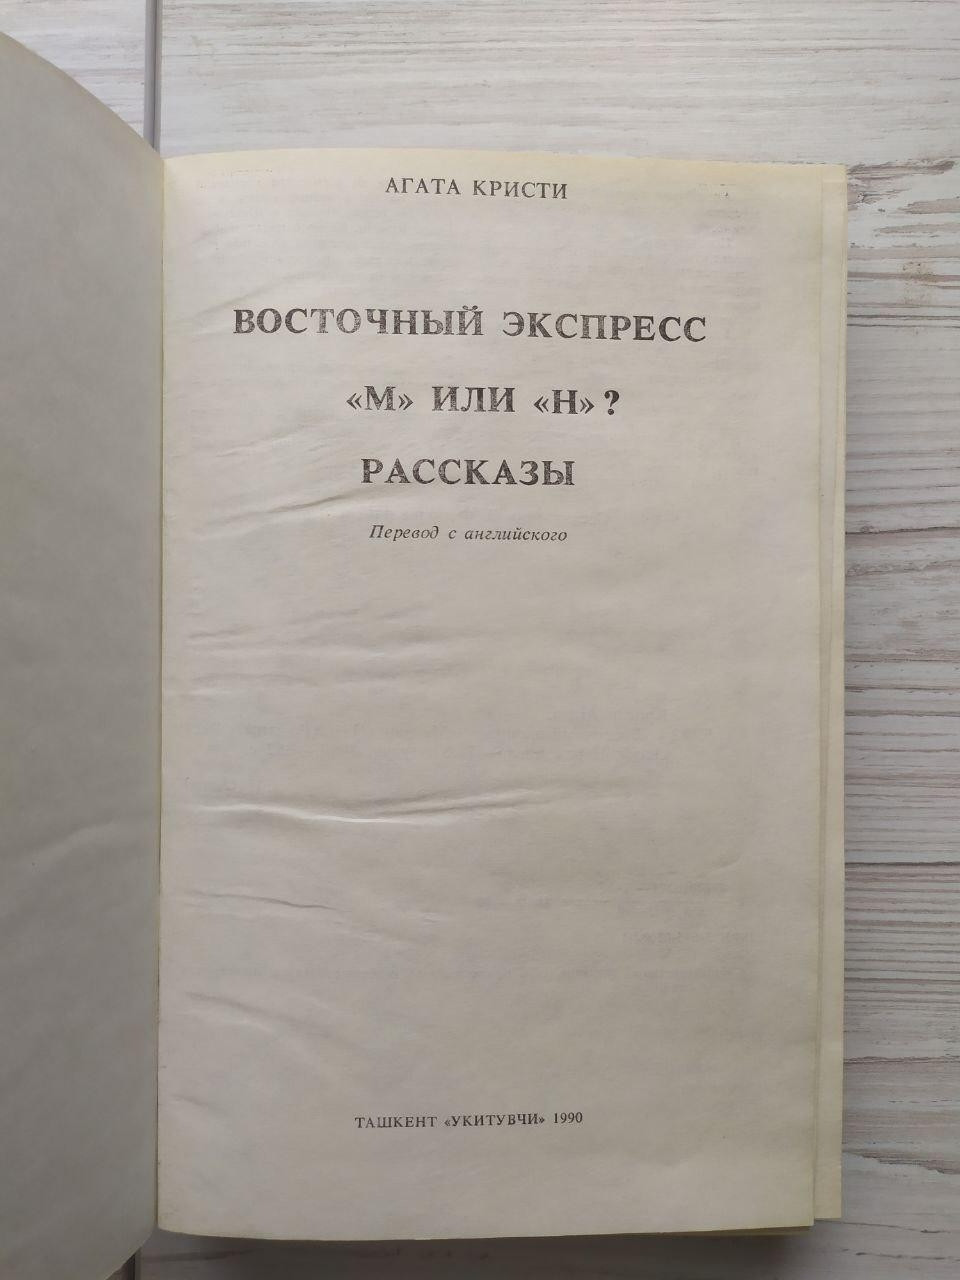 АГАТА КРИСТИ
ВОСТОЧНЫЙ ЭКСПРЕСС
«М» ИЛИ «Н» ?
РАССКАЗЫ
Перевод с английского
ТАШКЕНТ «УКИТУВЧИ» 1990